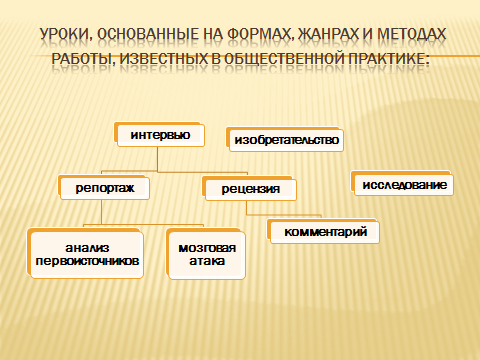 УРОКИ, ОСНОВАННЫЕ НА ФОРМАХ, ЖАНРАХ И МЕТОДАХ
РАБОТЫ, ИЗВЕСТНЫХ В ОБЩЕСТВЕННОЙ ПРАКТИКЕ:
интервью
изобретательство
репортаж
рецензия
исследование
анализ
первоисточников
мозговая
атака
комментарий